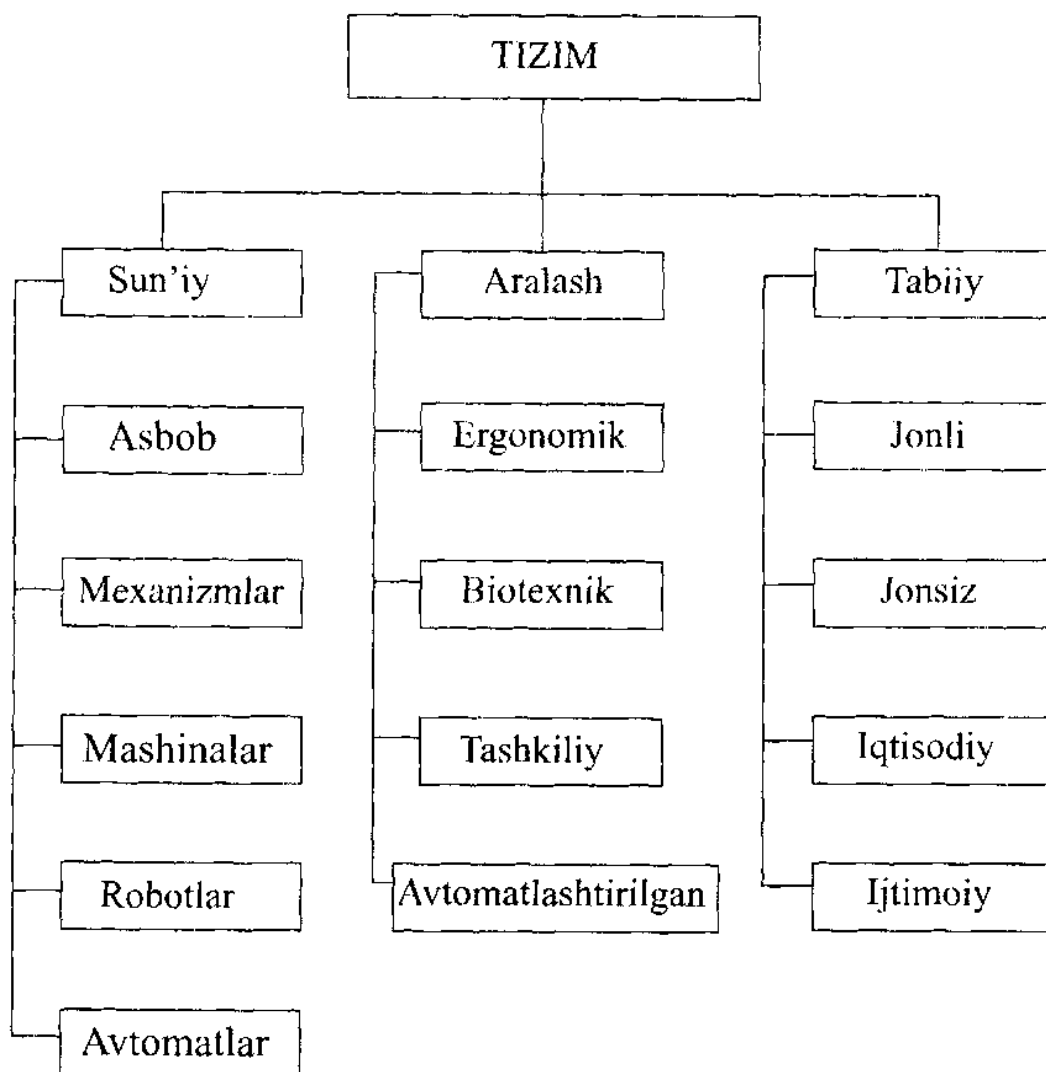 TIZIM
Sun’iy
Asbob
Mexanizmlar
Mashinalar
Robotlar
Avtomatlar
Aralash
Ergonomik
Biotexnik
Tashkiliy
Avtomatlashtirilgan
Tabiiy
Jonli
Jonsiz
Iqtisodiy
Ijtimoiy